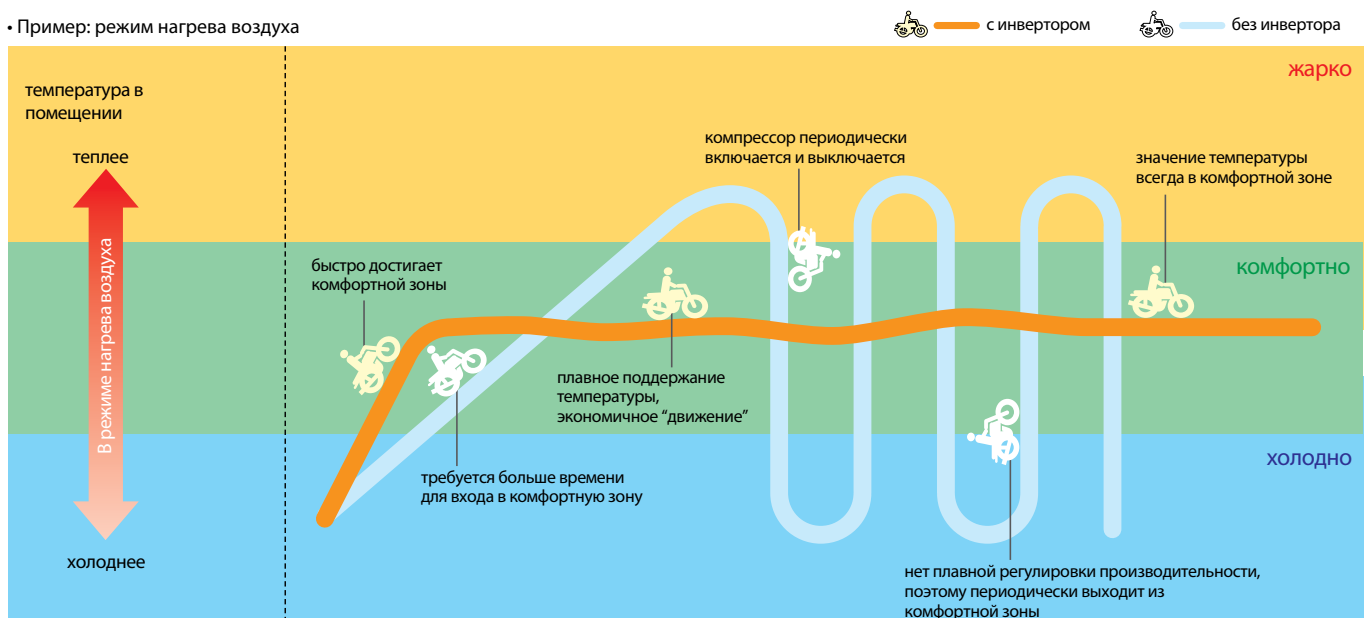 • Пример: режим нагрева воздуха
с инвертором
без инвертора
жарко
температура в
помещении
теплее
компрессор периодически
включается и выключается
значение температуры
всегда в комфортной зоне
В режиме нагрева воздуха
быстро достигает
комфортной зоны
комфортно
плавное поддержание
температуры,
экономичное “движение”
холодно
требуется больше времени
для входа в комфортную зону
холоднее
нет плавной регулировки производительности,
поэтому периодически выходит из
комфортной зоны